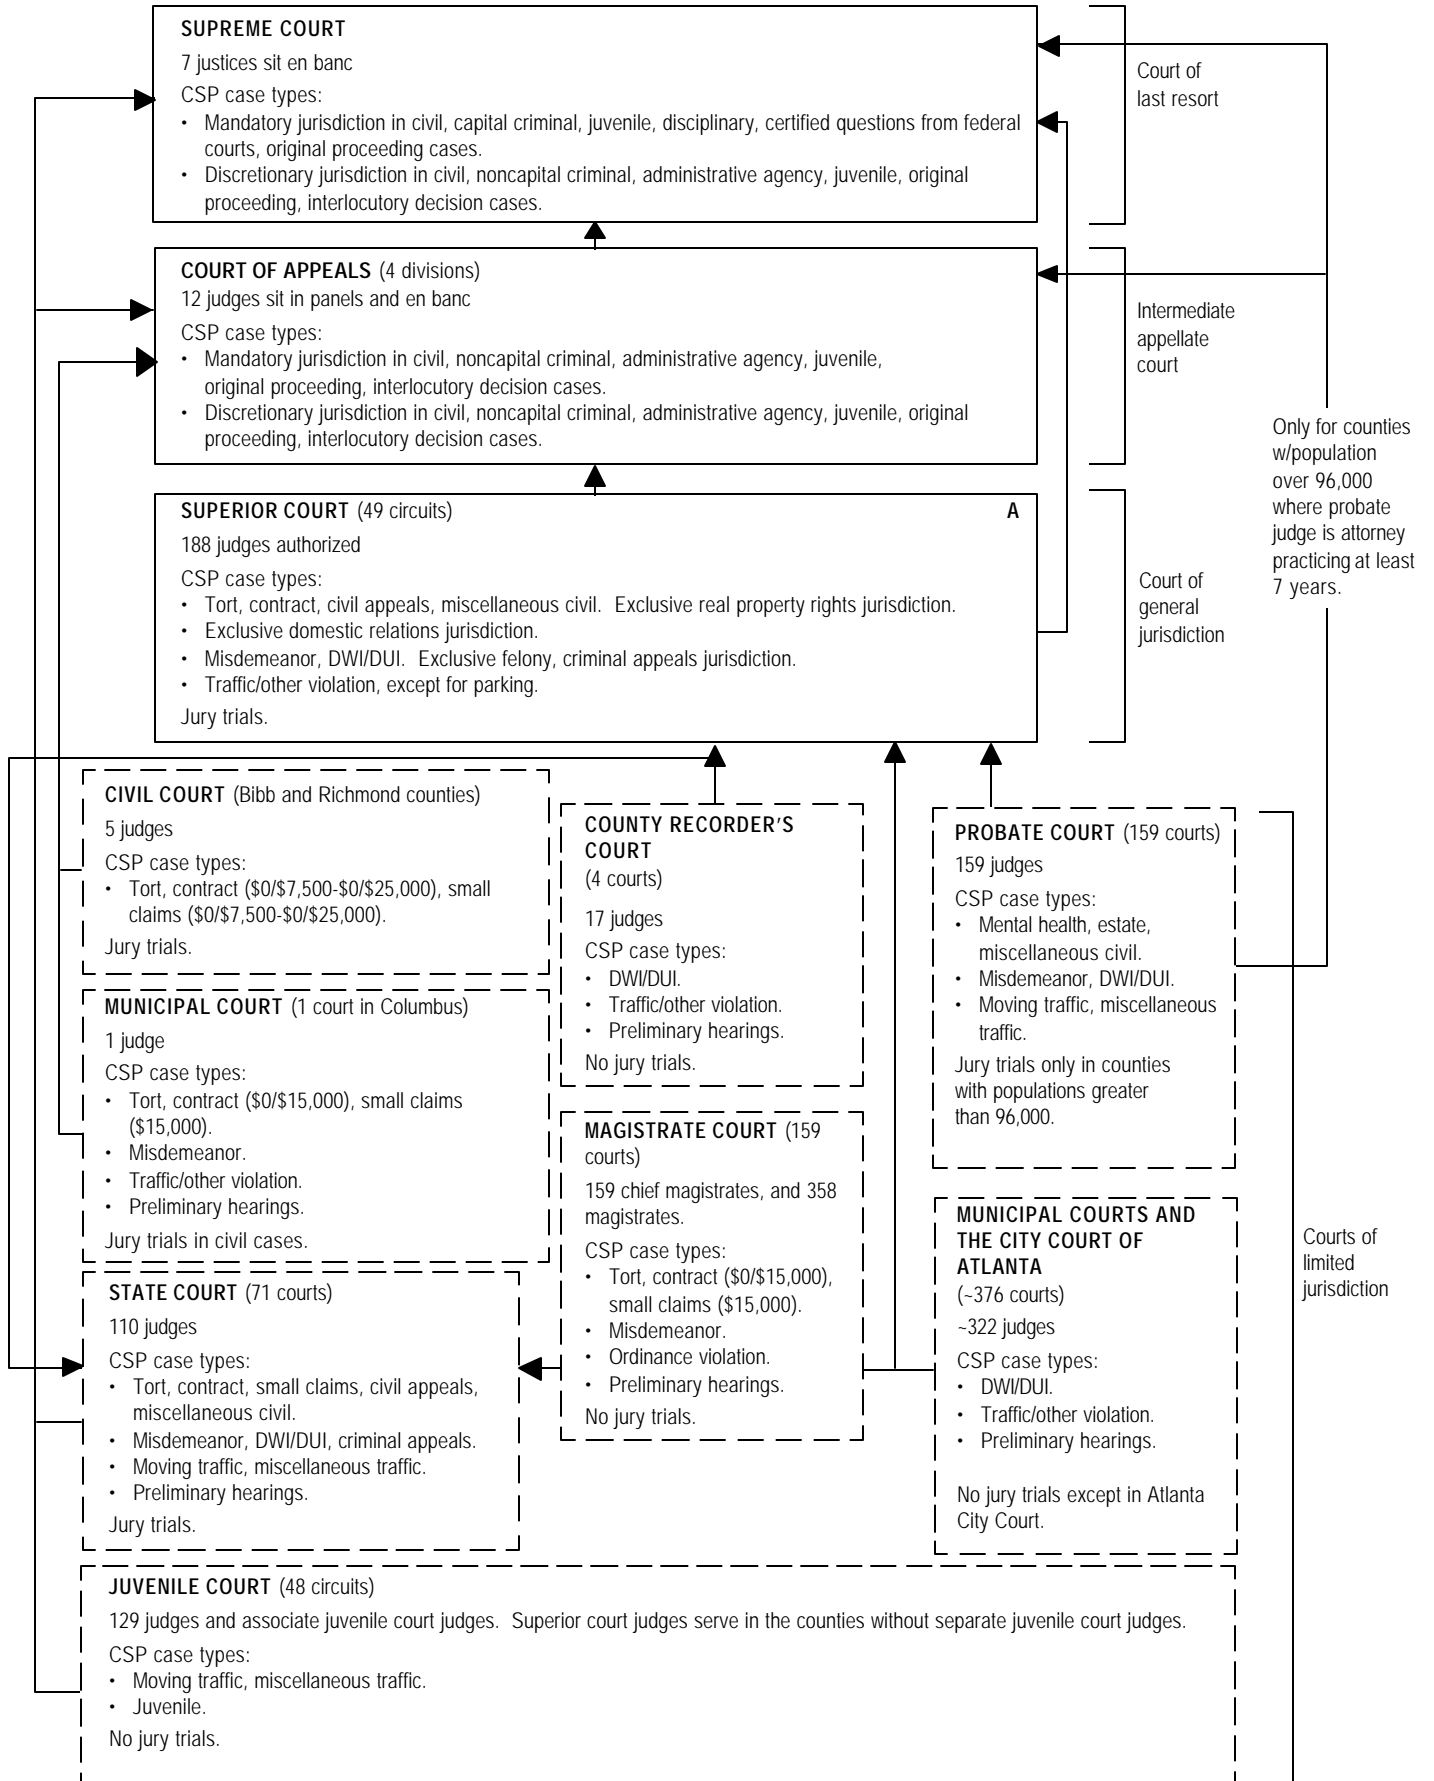 SUPREME COURT
7 justices sit en banc
CSP case types:
• Mandatory jurisdiction in civil, capital criminal, juvenile, disciplinary, certified questions from federal
courts, original proceeding cases.
• Discretionary jurisdiction in civil, noncapital criminal, administrative agency, juvenile, original
proceeding, interlocutory decision cases.
Court of
last resort
COURT OF APPEALS (4 divisions)
12 judges sit in panels and en banc
CSP case types:
• Mandatory jurisdiction in civil, noncapital criminal, administrative agency, juvenile,
original proceeding, interlocutory decision cases.
• Discretionary jurisdiction in civil, noncapital criminal, administrative agency, juvenile, original
proceeding, interlocutory decision cases.
Intermediate
appellate
court
Only for counties
w/population
over 96,000
where probate
judge is attorney
practicing at least
7 years.
SUPERIOR COURT (49 circuits) A
188 judges authorized
CSP case types:
• Tort, contract, civil appeals, miscellaneous civil. Exclusive real property rights jurisdiction.
• Exclusive domestic relations jurisdiction.
• Misdemeanor, DWI/DUI. Exclusive felony, criminal appeals jurisdiction.
• Traffic/other violation, except for parking.
Jury trials.
Court of
general
jurisdiction
CIVIL COURT (Bibb and Richmond counties)
5 judges
CSP case types:
• Tort, contract ($0/$7,500-$0/$25,000), small
claims ($0/$7,500-$0/$25,000).
Jury trials.
MUNICIPAL COURT (1 court in Columbus)
1 judge
CSP case types:
• Tort, contract ($0/$15,000), small claims
($15,000).
• Misdemeanor.
• Traffic/other violation.
• Preliminary hearings.
Jury trials in civil cases.
STATE COURT (71 courts)
110 judges
CSP case types:
• Tort, contract, small claims, civil appeals,
miscellaneous civil.
• Misdemeanor, DWI/DUI, criminal appeals.
• Moving traffic, miscellaneous traffic.
• Preliminary hearings.
Jury trials.
COUNTY RECORDER'S
COURT
(4 courts)
17 judges
CSP case types:
• DWI/DUI.
• Traffic/other violation.
• Preliminary hearings.
No jury trials.
MAGISTRATE COURT (159
courts)
159 chief magistrates, and 358
magistrates.
CSP case types:
• Tort, contract ($0/$15,000),
small claims ($15,000).
• Misdemeanor.
• Ordinance violation.
• Preliminary hearings.
No jury trials.
PROBATE COURT (159 courts)
159 judges
CSP case types:
• Mental health, estate,
miscellaneous civil.
• Misdemeanor, DWI/DUI.
• Moving traffic, miscellaneous
traffic.
Jury trials only in counties
with populations greater
than 96,000.
MUNICIPAL COURTS AND
THE CITY COURT OF
ATLANTA
(~376 courts)
~322 judges
CSP case types:
• DWI/DUI.
• Traffic/other violation.
• Preliminary hearings.
No jury trials except in Atlanta
City Court.
Courts of
limited
jurisdiction
JUVENILE COURT (48 circuits)
129 judges and associate juvenile court judges. Superior court judges serve in the counties without separate juvenile court judges.
CSP case types:
• Moving traffic, miscellaneous traffic.
• Juvenile.
No jury trials.